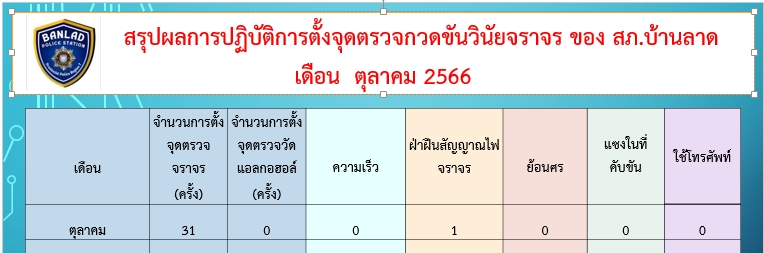 BANLAD
POLICE STATION
สรุปผลการปฏิบัติการตั้งจุดตรวจกวดขันวินัยจราจร ของ สภ.บ้านลาด
เดือน ตุลาคม 2566
เดือน
จำนวนการตั้ง
จุดตรวจ
จราจร
(ครั้ง)
จำนวนการตั้ง
จุดตรวจวัด
แอลกอฮอล์
(ครั้ง)
ความเร็ว
ฝ่าฝืนสัญญาณไฟ
จราจร
ย้อนศร
แซงในที่
คับขัน
ใช้โทรศัพท์
ตุลาคม 31 0 0 1 0 0 0